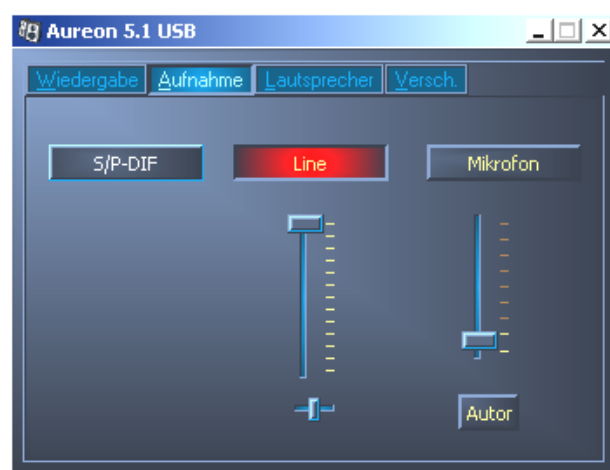 Aureon 5.1 USB
Wiedergabe Aufnahme Lautsprecher Versch.
S/P-DIF Line Mikrofon
Autor